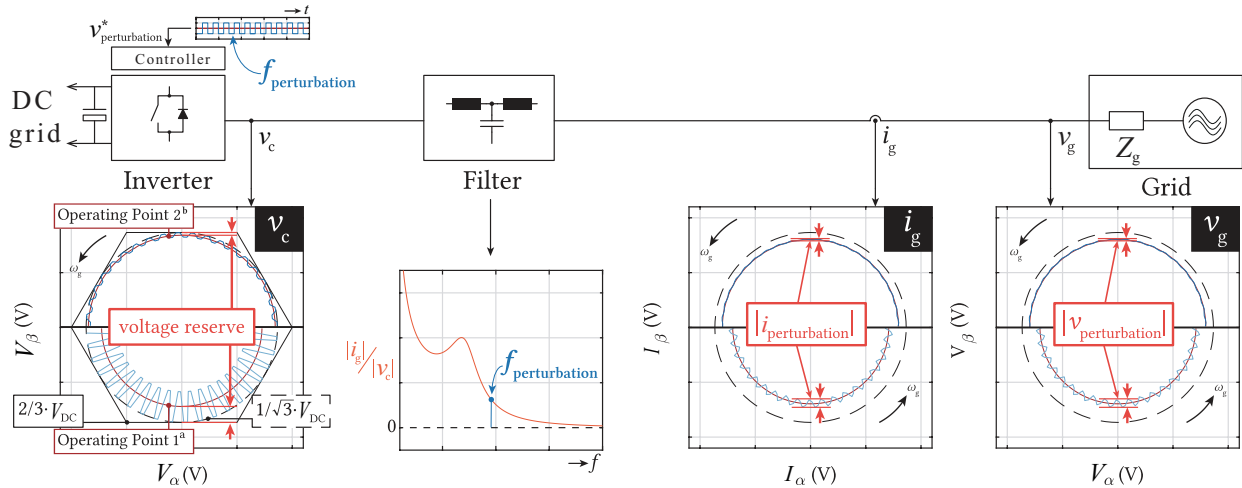 t
v*perturbation
Controller
fperturbation
DC
grid
vc
ig
vg
Zg
Inverter
Filter
Grid
Operating Point 2b
vc
ωg
voltage reserve
Vβ (V)
2/3·VDC
1/√3·VDC
Operating Point 1a
Vα (V)
|ig|/|vc|
fperturbation
0
f
ig
ωg
|iperturbation|
ωg
Iβ (V)
Iα (V)
vg
ωg
|vperturbation|
ωg
Vβ (V)
Vα (V)